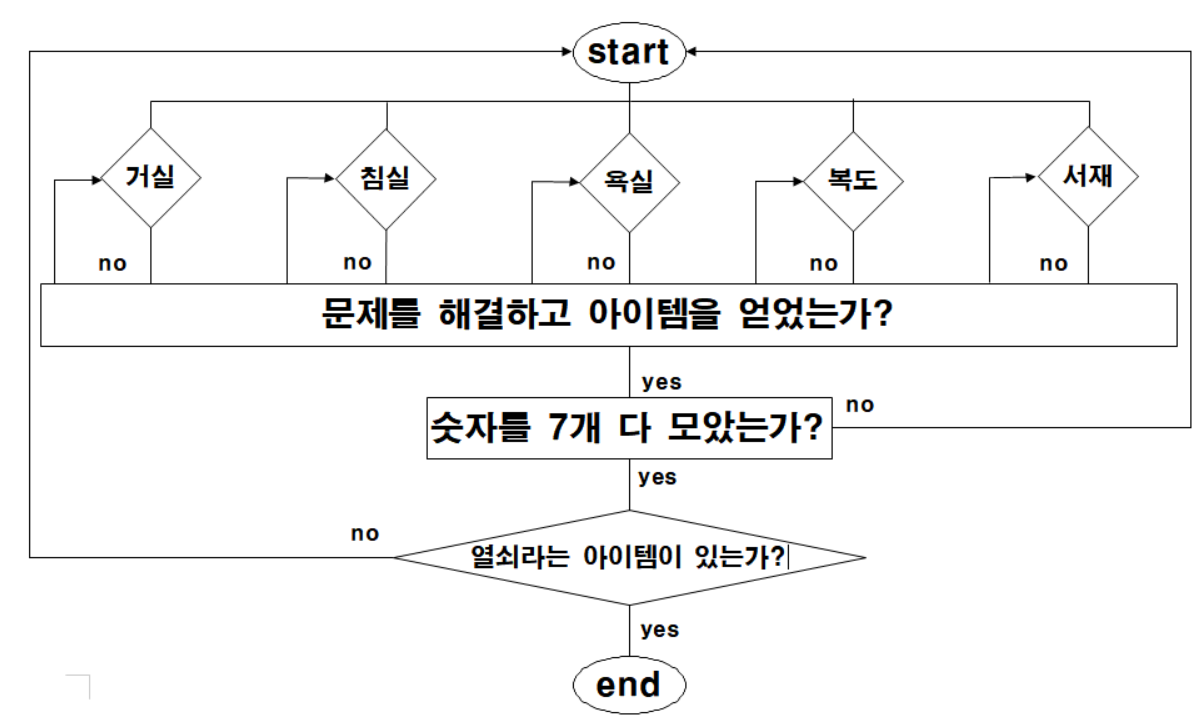 start
거실
침실
욕실
복도
서재
no
no
no
no
no
문제를 해결하고 아이템을 얻었는가?
yes
숫자를 7개 다 모았는가?
no
yes
no
열쇠라는 아이템이 있는가?
yes
end